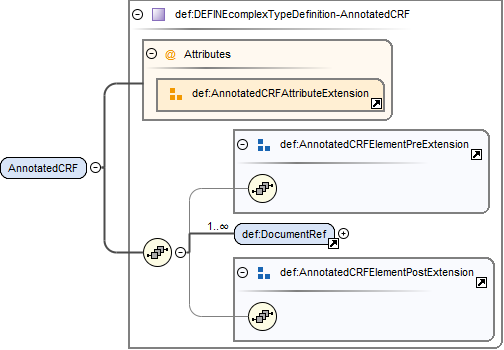 def:DEFINEcomplexTypeDefinition-AnnotatedCRF
@ Attributes
def:AnnotatedCRFAttributeExtension
def:AnnotatedCRFElementPreExtension
AnnotatedCRF
1..∞
def:DocumentRef
def:AnnotatedCRFElementPostExtension